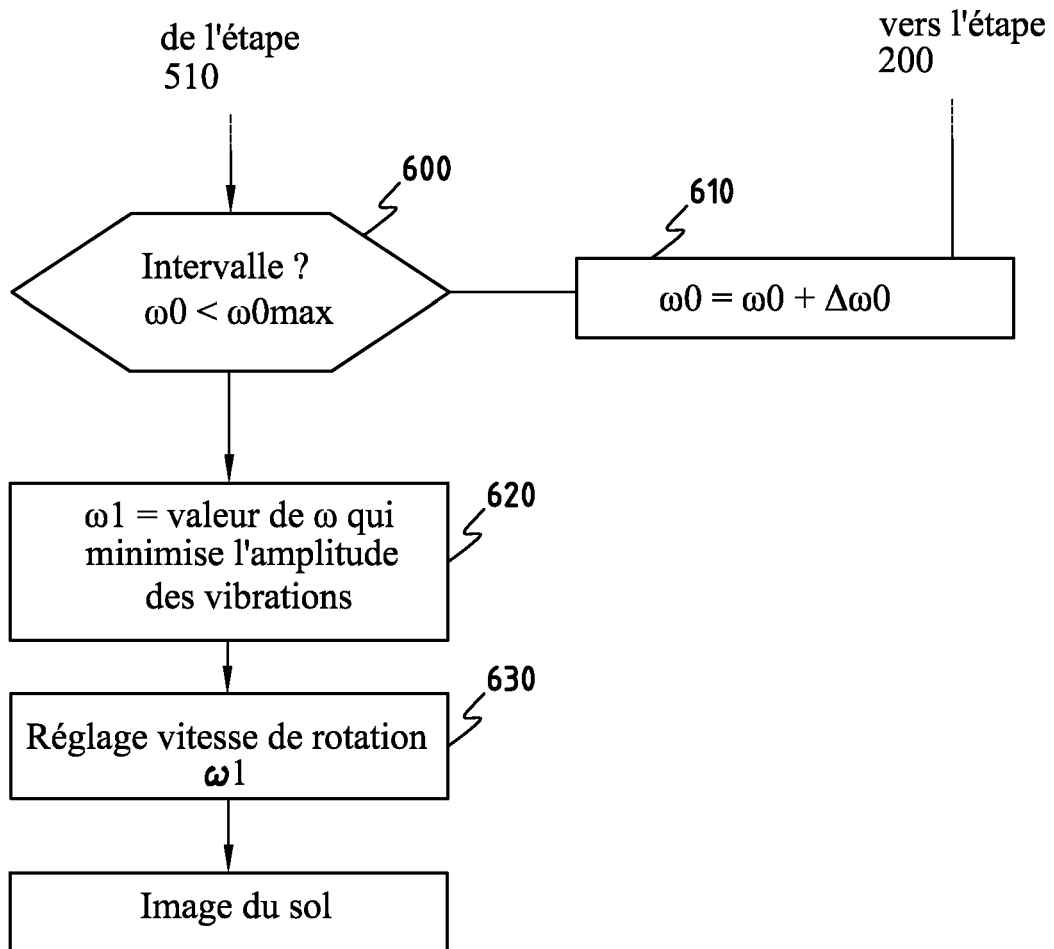 de l'étape
510
vers l'étape
200
600
Intervalle ?
ω0 < ω0max
610
ω0 = ω0 + Δω0
620
ω1 = valeur de ω qui
minimise l'amplitude
des vibrations
630
Réglage vitesse de rotation
ω1
Image du sol